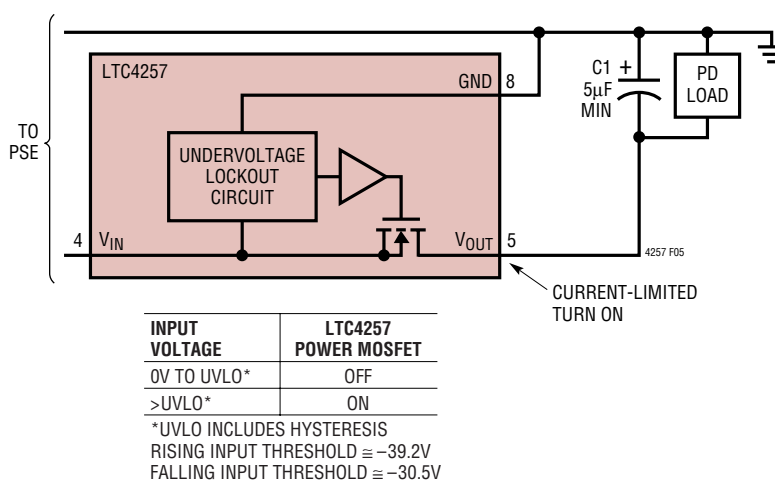 LTC4257
GND
8
C1
+
5μF
MIN
PD
LOAD
TO
PSE
UNDERVOLTAGE
LOCKOUT
CIRCUIT
4
VIN
VOUT
5
4257 F05
CURRENT-LIMITED
TURN ON
INPUT VOLTAGE	LTC4257 POWER MOSFET
0V TO UVLO*	OFF
>UVLO*	ON
*UVLO INCLUDES HYSTERESIS
RISING INPUT THRESHOLD ≅ –39.2V
FALLING INPUT THRESHOLD ≅ –30.5V